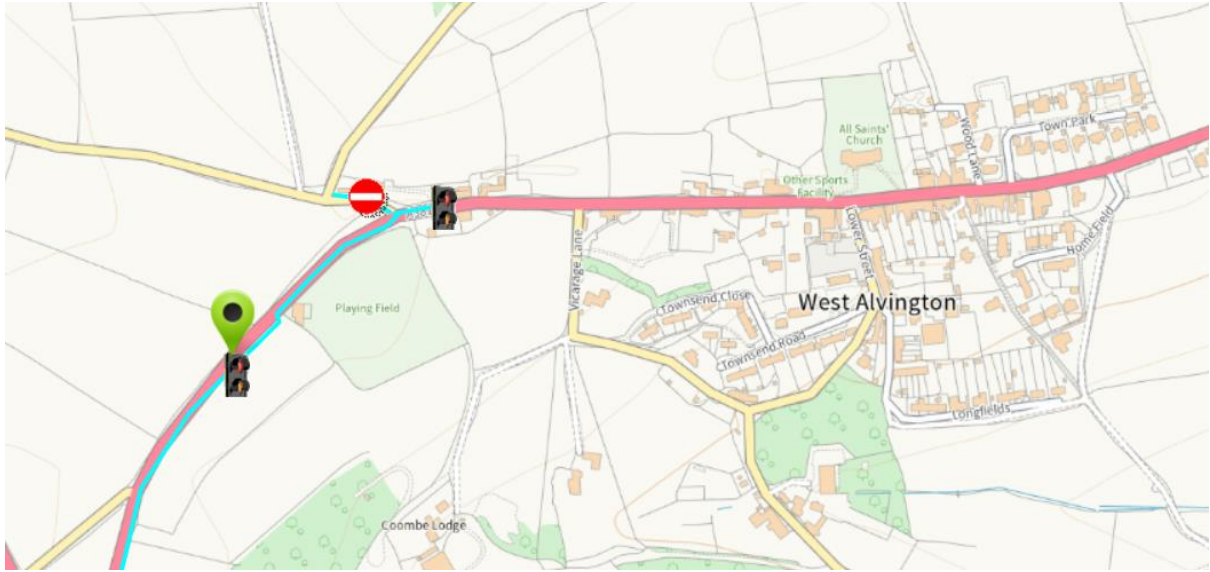 Town Park
Wood Lane
All Saints'
Church
Other Sports
Facility
Lower Street
Home Field
Vicarage Lane
Townsend Close
West Alvington
Playing Field
Townsend Road
Longfields
Coombe Lodge